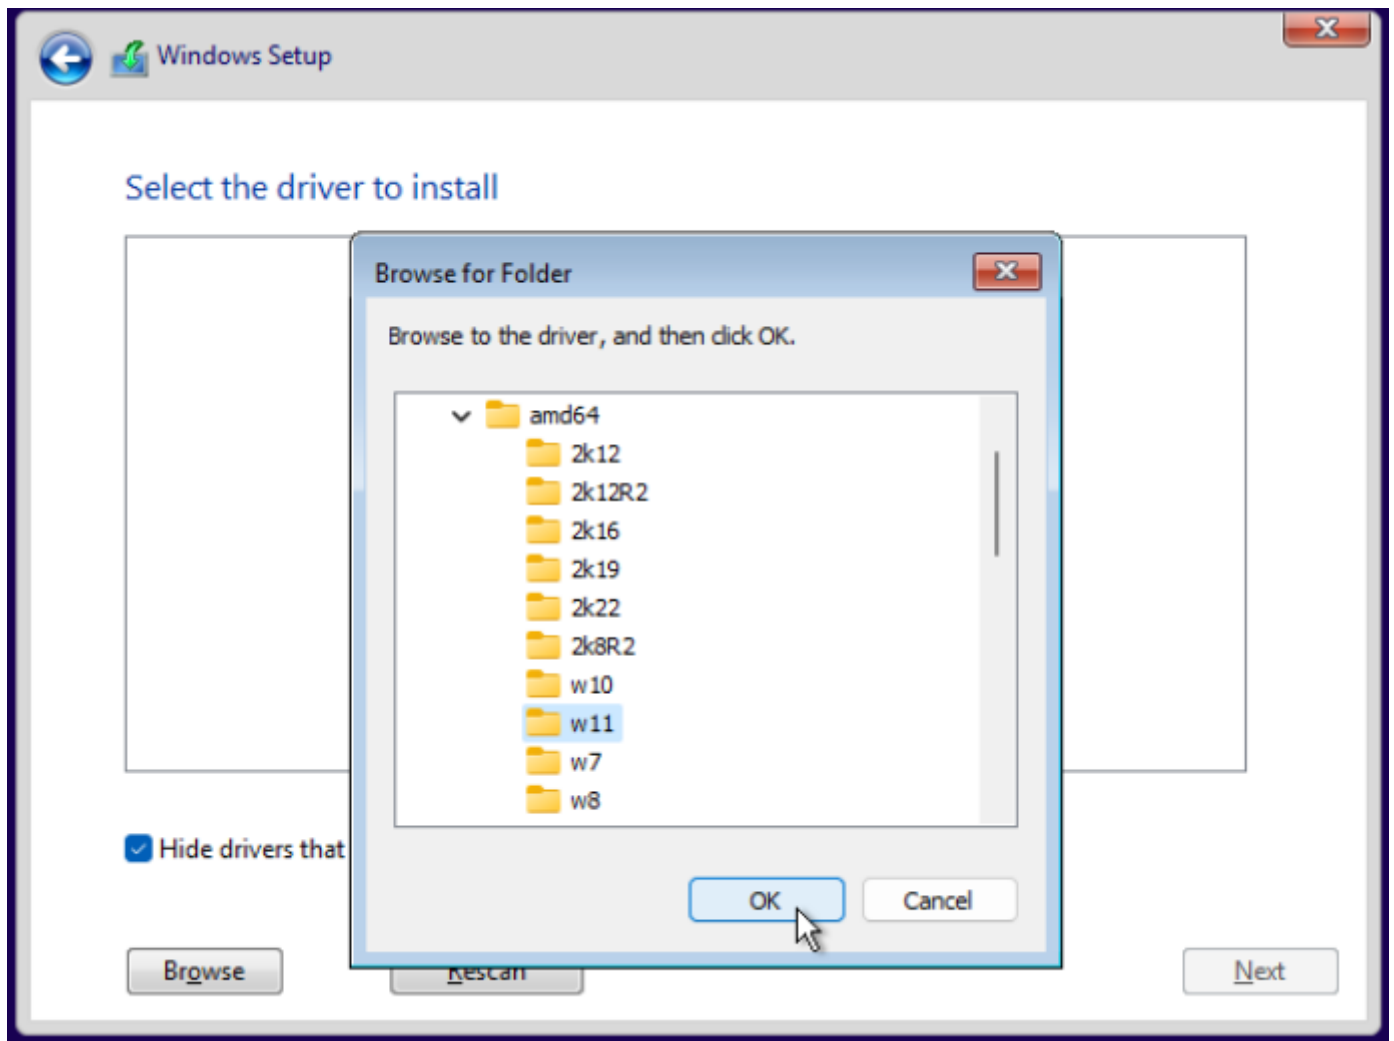 Windows Setup
Select the driver to install
Browse for Folder
Browse to the driver, and then click OK.
amd64
2k12
2k12R2
2k16
2k19
2k22
2k8R2
w10
w11
w7
w8
Hide drivers that
OK
Cancel
Browse
Rescan
Next